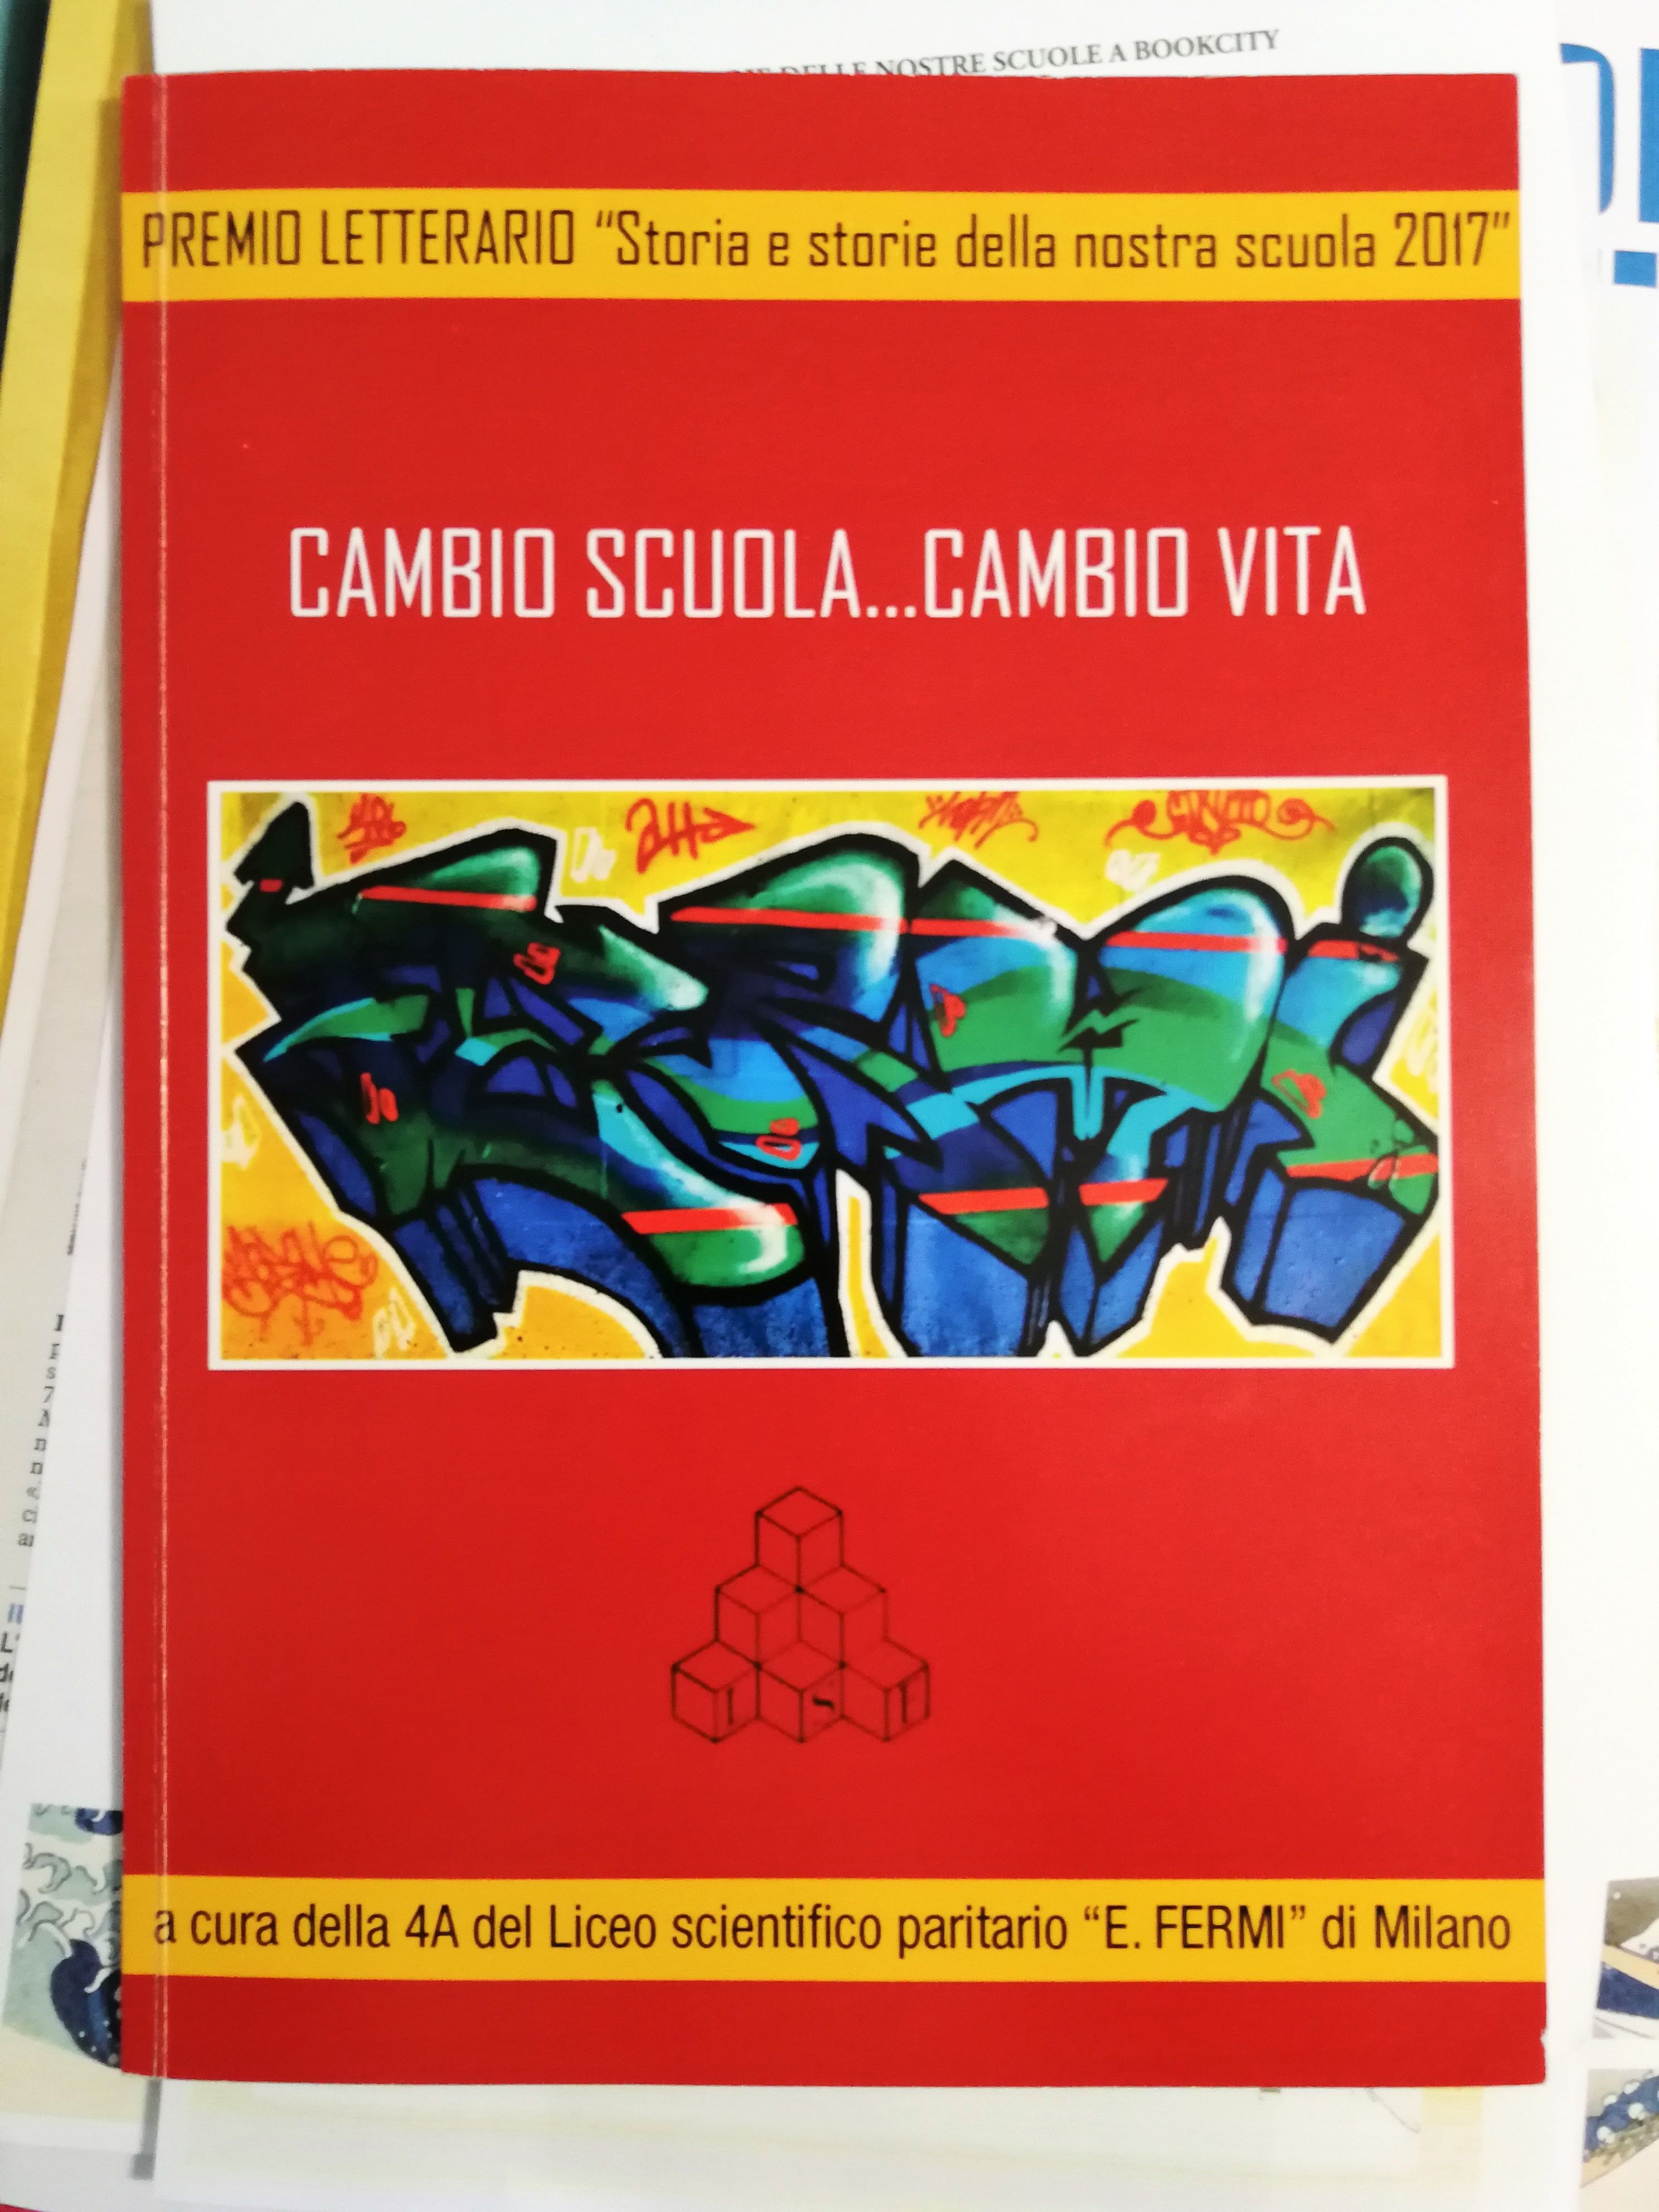 DELLE NOSTRE SCUOLE A BOOKCITY
PREMIO LETTERARIO “Storia e storie della nostra scuola 2017”
CAMBIO SCUOLA...CAMBIO VITA
I S F
a cura della 4A del Liceo scientifico paritario “E. FERMI” di Milano